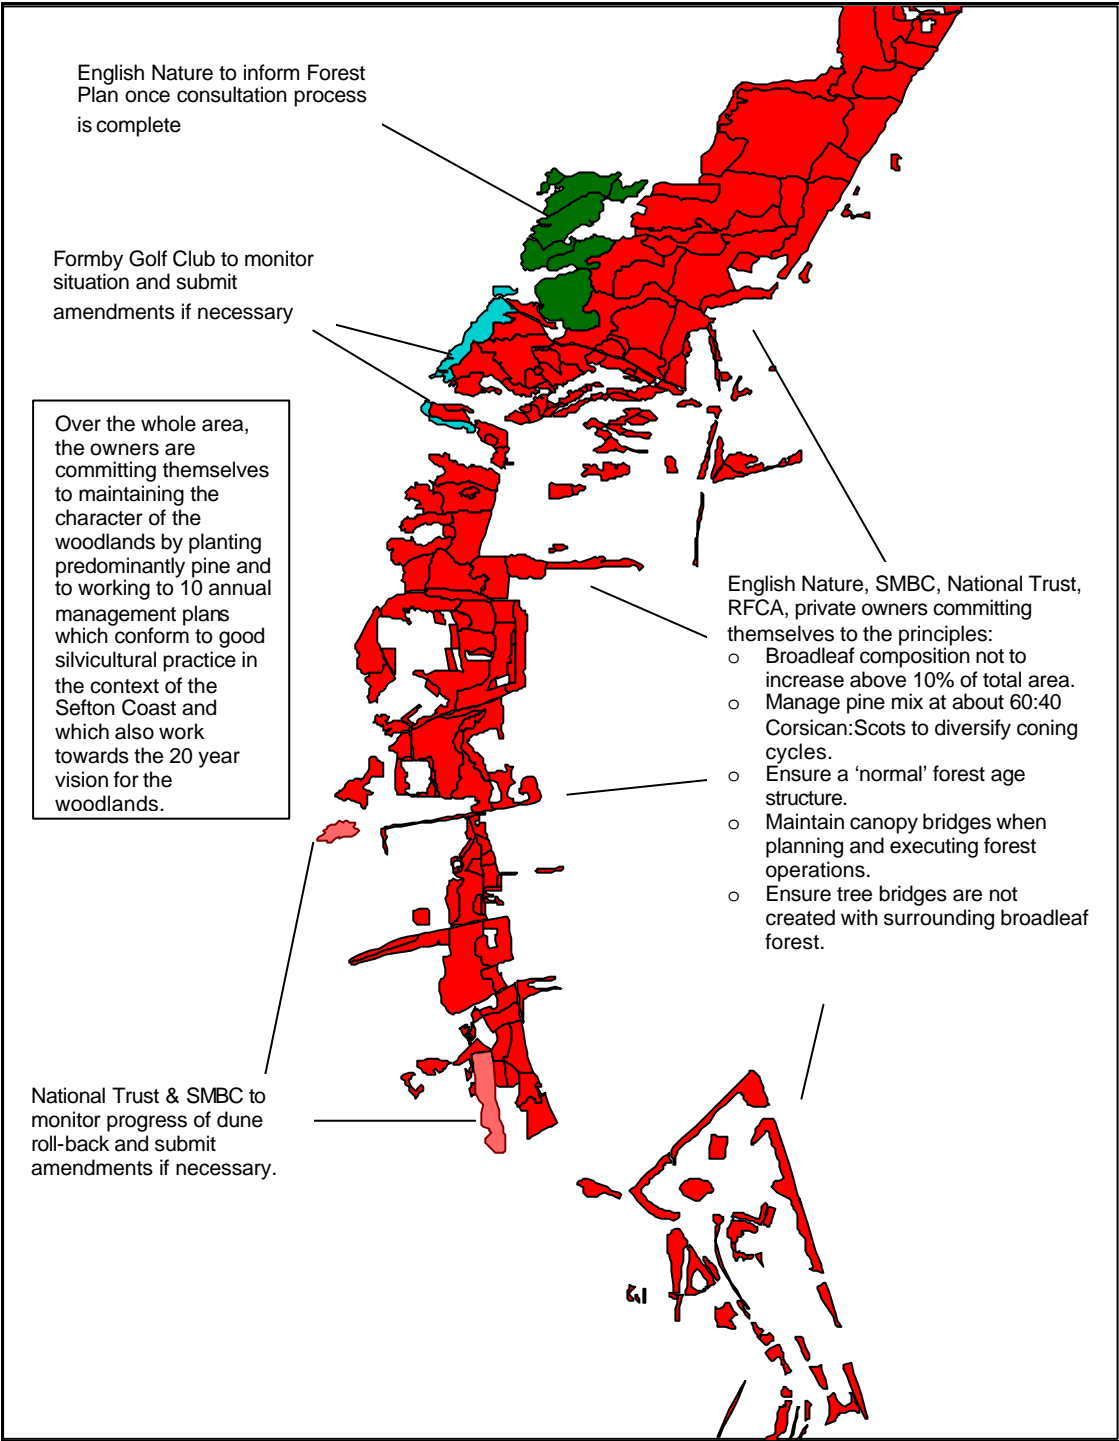 English Nature to inform Forest
Plan once consultation process
is complete
Formby Golf Club to monitor
situation and submit
amendments if necessary
Over the whole area,
the owners are
committing themselves
to maintaining the
character of the
woodlands by planting
predominantly pine and
to working to 10 annual
management plans
which conform to good
silvicultural practice in
the context of the
Sefton Coast and
which also work
towards the 20 year
vision for the
woodlands.
English Nature, SMBC, National Trust,
RFCA, private owners committing
themselves to the principles:
o Broadleaf composition not to
increase above 10% of total area.
o Manage pine mix at about 60:40
Corsican:Scots to diversify coning
cycles.
o Ensure a ‘normal’ forest age
structure.
o Maintain canopy bridges when
planning and executing forest
operations.
o Ensure tree bridges are not
created with surrounding broadleaf
forest.
National Trust & SMBC to
monitor progress of dune
roll-back and submit
amendments if necessary.